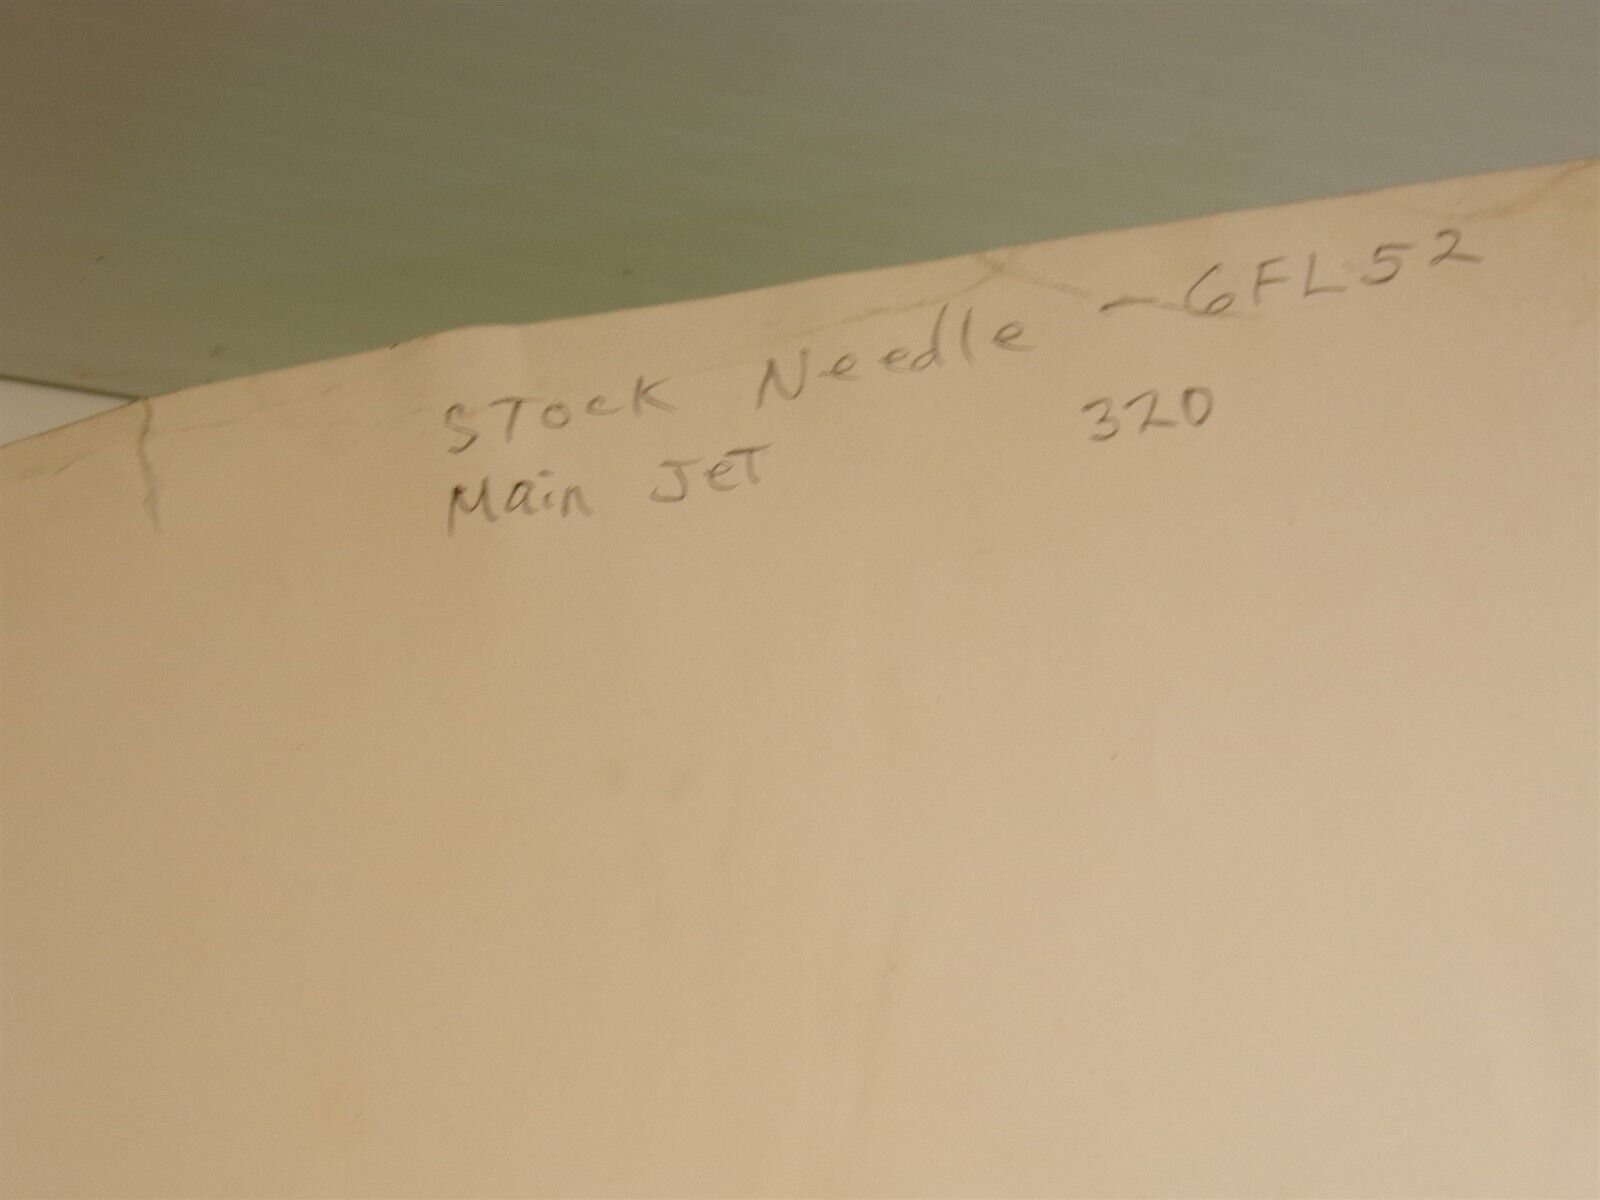 Stock Needle - 6FL52
Main Jet 320